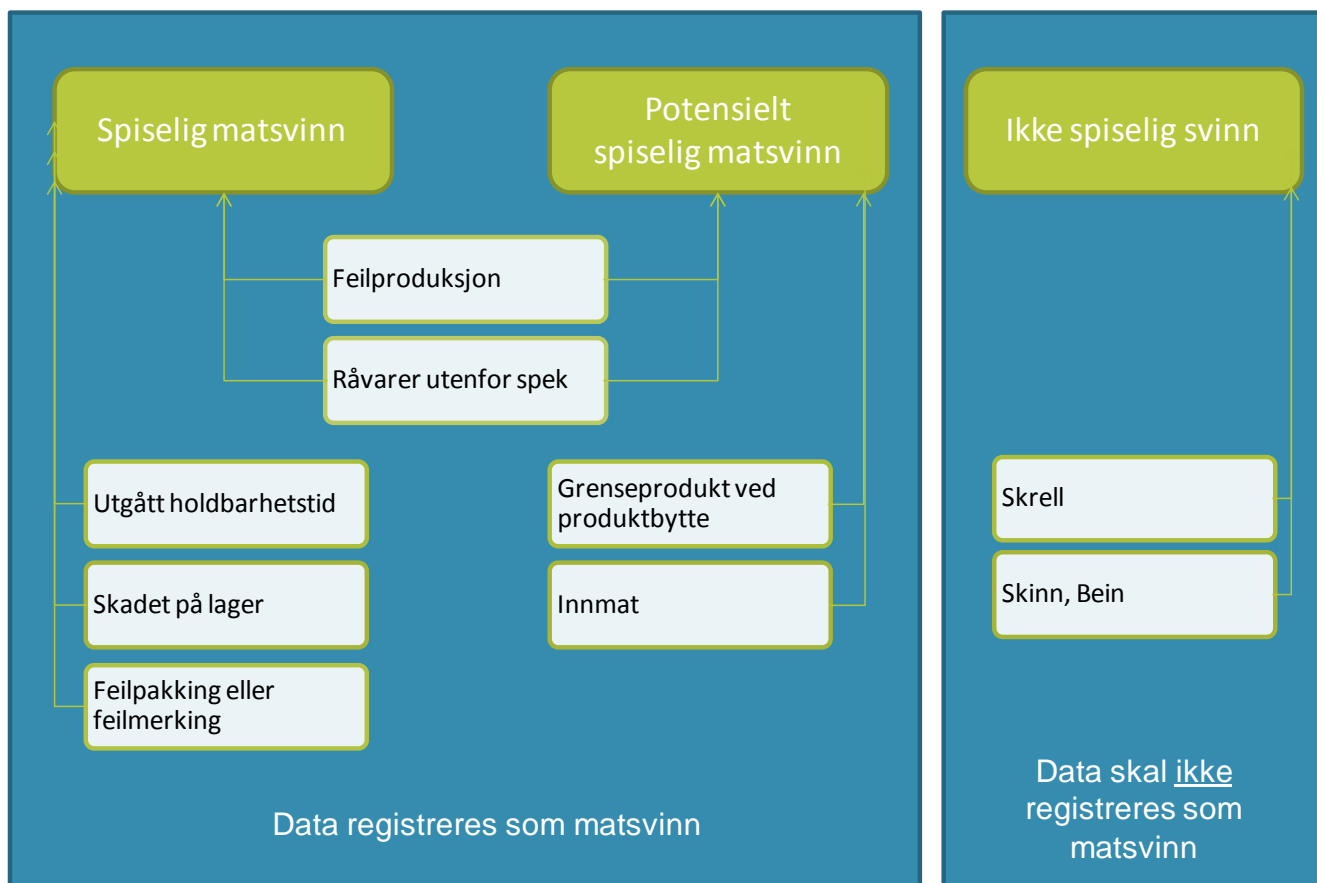 Spiselig matsvinn
Potensielt
spiselig matsvinn
Ikke spiselig svinn
Feilproduksjon
Råvarer utenfor spek
Utgått holdbarhetstid
Skadet på lager
Feilpakking eller
feilmerking
Grenseprodukt ved
produktbytte
Innmat
Skrell
Skinn, Bein
Data registreres som matsvinn
Data skal ikke
registreres som
matsvinn